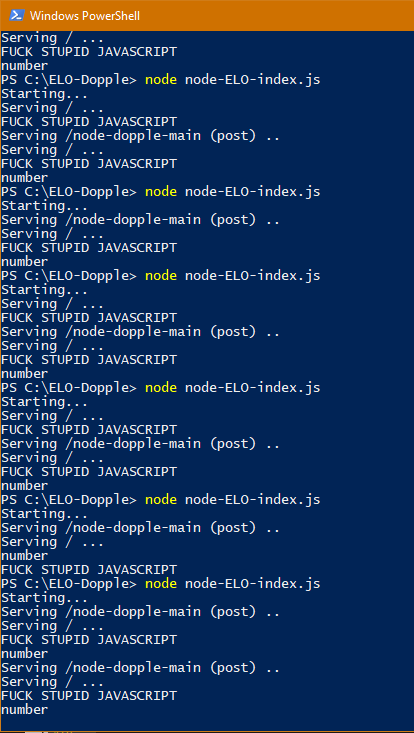 Windows PowerShell
Serving / ...
FUCK STUPID JAVASCRIPT
number
PS C:\ELO-Dopple> node node-ELO-index.js
Starting...
Serving / ...
FUCK STUPID JAVASCRIPT
Serving /node-dopple-main (post) ..
Serving / ...
FUCK STUPID JAVASCRIPT
number
PS C:\ELO-Dopple> node node-ELO-index.js
Starting...
Serving /node-dopple-main (post) ..
Serving / ...
FUCK STUPID JAVASCRIPT
number
PS C:\ELO-Dopple> node node-ELO-index.js
Starting...
Serving / ...
FUCK STUPID JAVASCRIPT
Serving /node-dopple-main (post) ..
Serving / ...
FUCK STUPID JAVASCRIPT
number
PS C:\ELO-Dopple> node node-ELO-index.js
Starting...
Serving / ...
FUCK STUPID JAVASCRIPT
Serving /node-dopple-main (post) ..
Serving / ...
FUCK STUPID JAVASCRIPT
number
PS C:\ELO-Dopple> node node-ELO-index.js
Starting...
Serving /node-dopple-main (post) ..
Serving / ...
number
FUCK STUPID JAVASCRIPT
PS C:\ELO-Dopple> node node-ELO-index.js
Starting...
Serving /node-dopple-main (post) ..
Serving / ...
FUCK STUPID JAVASCRIPT
number
Serving /node-dopple-main (post) ..
Serving / ...
FUCK STUPID JAVASCRIPT
number